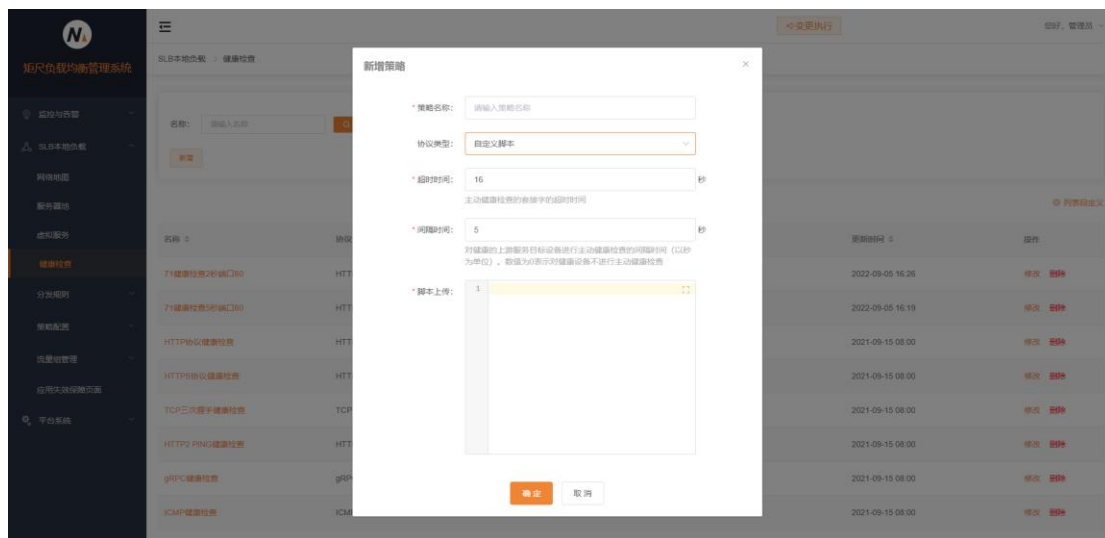 变更执行
您好，管理员
矩尺负载均衡管理系统
SLB本地负载
健康检查
监控与告警
SLB本地负载
网络地图
服务器池
虚拟服务
健康检查
分发规则
策略配置
流量组管理
应用失效保障页面
平台系统
名称：
请输入名称
新增
列表自定义
名称
协议
更新时间
操作
71健康检查2秒端口80
HTT
2022-09-05 16:26
修改 删除
71健康检查5秒端口80
HTT
2022-09-05 16:19
修改 删除
HTTP协议健康检查
HTT
2021-09-15 08:00
修改 删除
HTTPS协议健康检查
HTT
2021-09-15 08:00
修改 删除
TCP三次握手健康检查
TCP
2021-09-15 08:00
修改 删除
HTTP2 PING健康检查
HTT
2021-09-15 08:00
修改 删除
gRPC健康检查
gRP
2021-09-15 08:00
修改 删除
ICMP健康检查
ICM
2021-09-15 08:00
修改 删除
新增策略
* 策略名称：
请输入策略名称
协议类型：
自定义脚本
* 超时时间：
16
秒
主动健康检查的套接字的超时时间
* 间隔时间：
5
秒
对健康的上游服务目标设备进行主动健康检查的间隔时间（以秒
为单位）。数值为0表示对健康设备不进行主动健康检查
* 脚本上传：
1
确 定
取 消